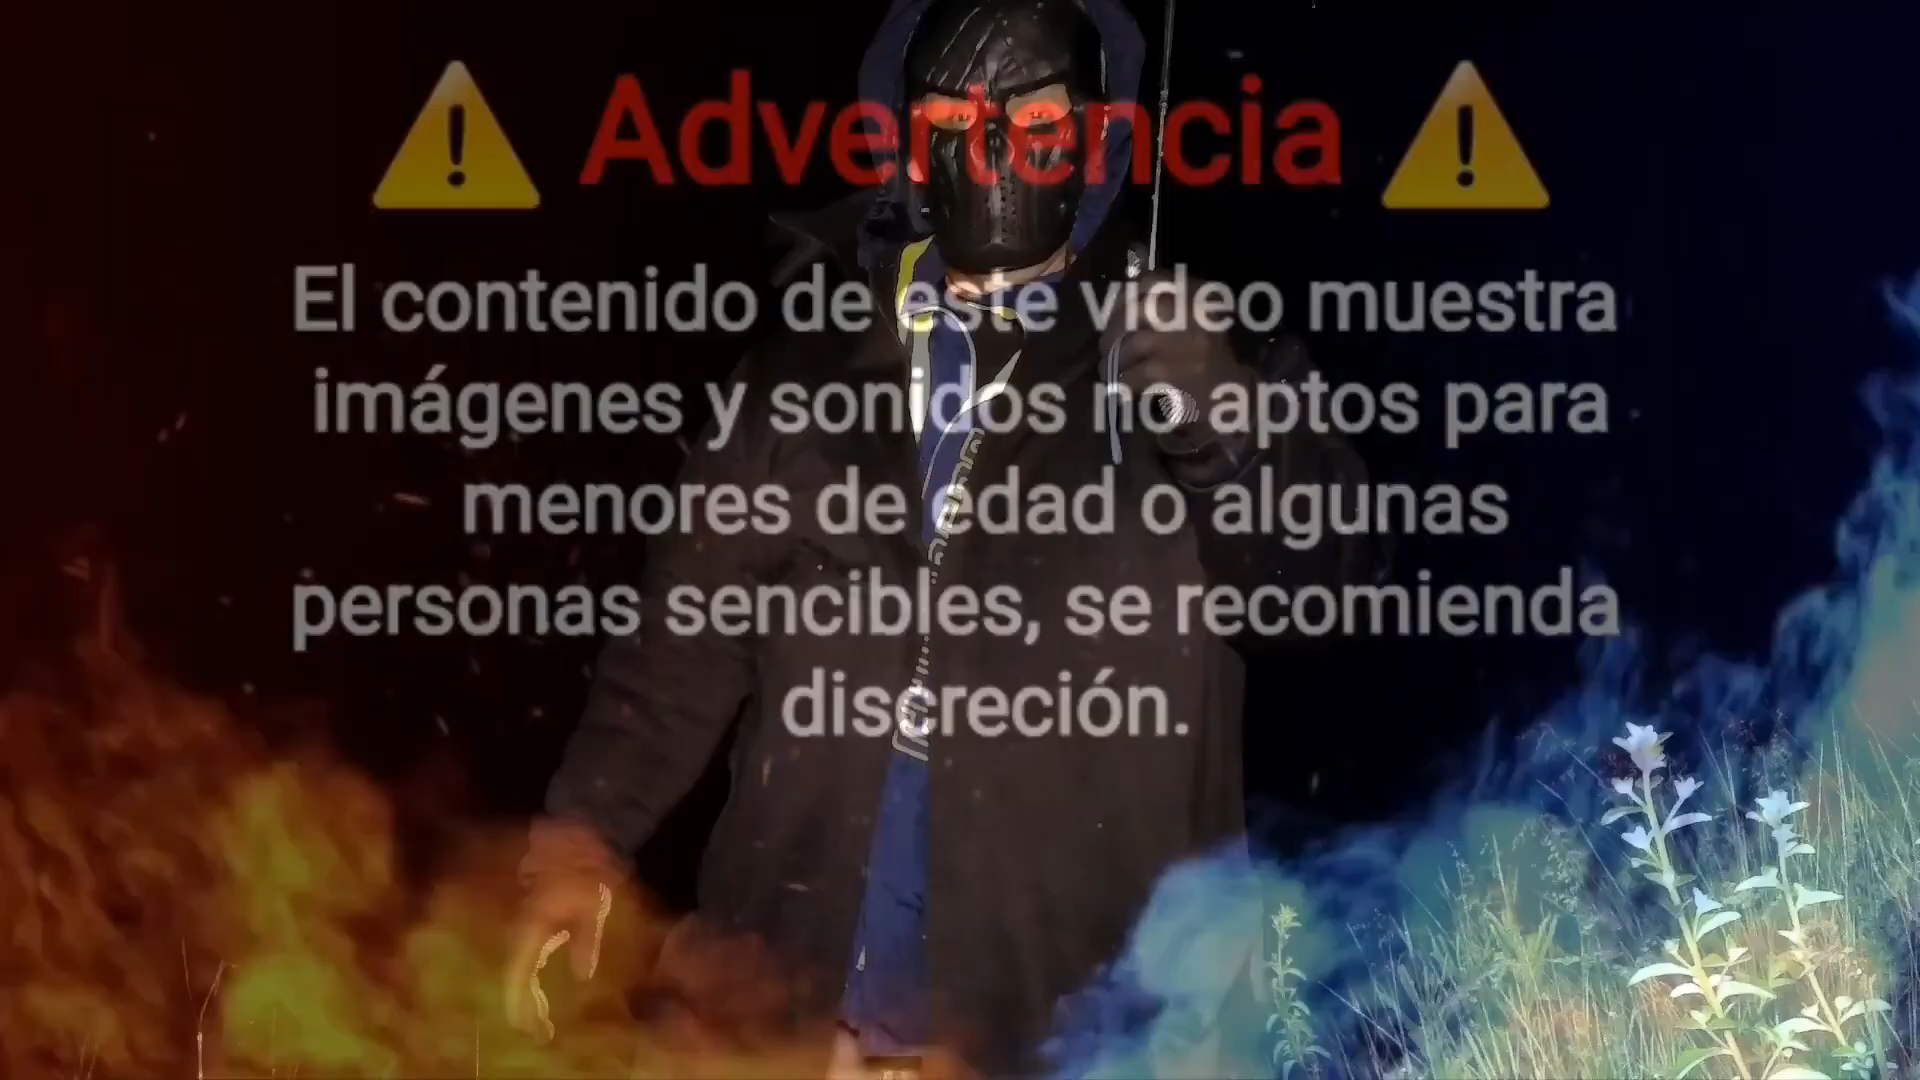 Advertencia
El contenido de este video muestra
imágenes y sonidos no aptos para
menores de edad o algunas
personas sencibles, se recomienda
discreción.